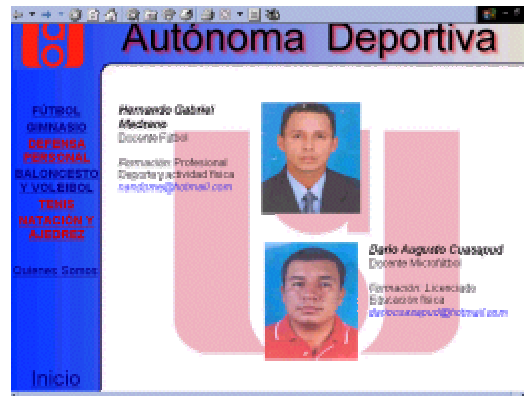 Autónoma Deportiva
FÚTBOL
GIMNASIO
DEFENSA
PERSONAL
BALONCESTO
Y VOLEIBOL
TENIS
NATACIÓN Y
AJEDREZ
Quienes Somos
Inicio
Hernando Gabriel
Docente Fútbol
Formación: Profesional
Deporte y actividad física
Dario Augusto Cuasapud
Docente Microfútbol
Formación: Licenciado
Educación física